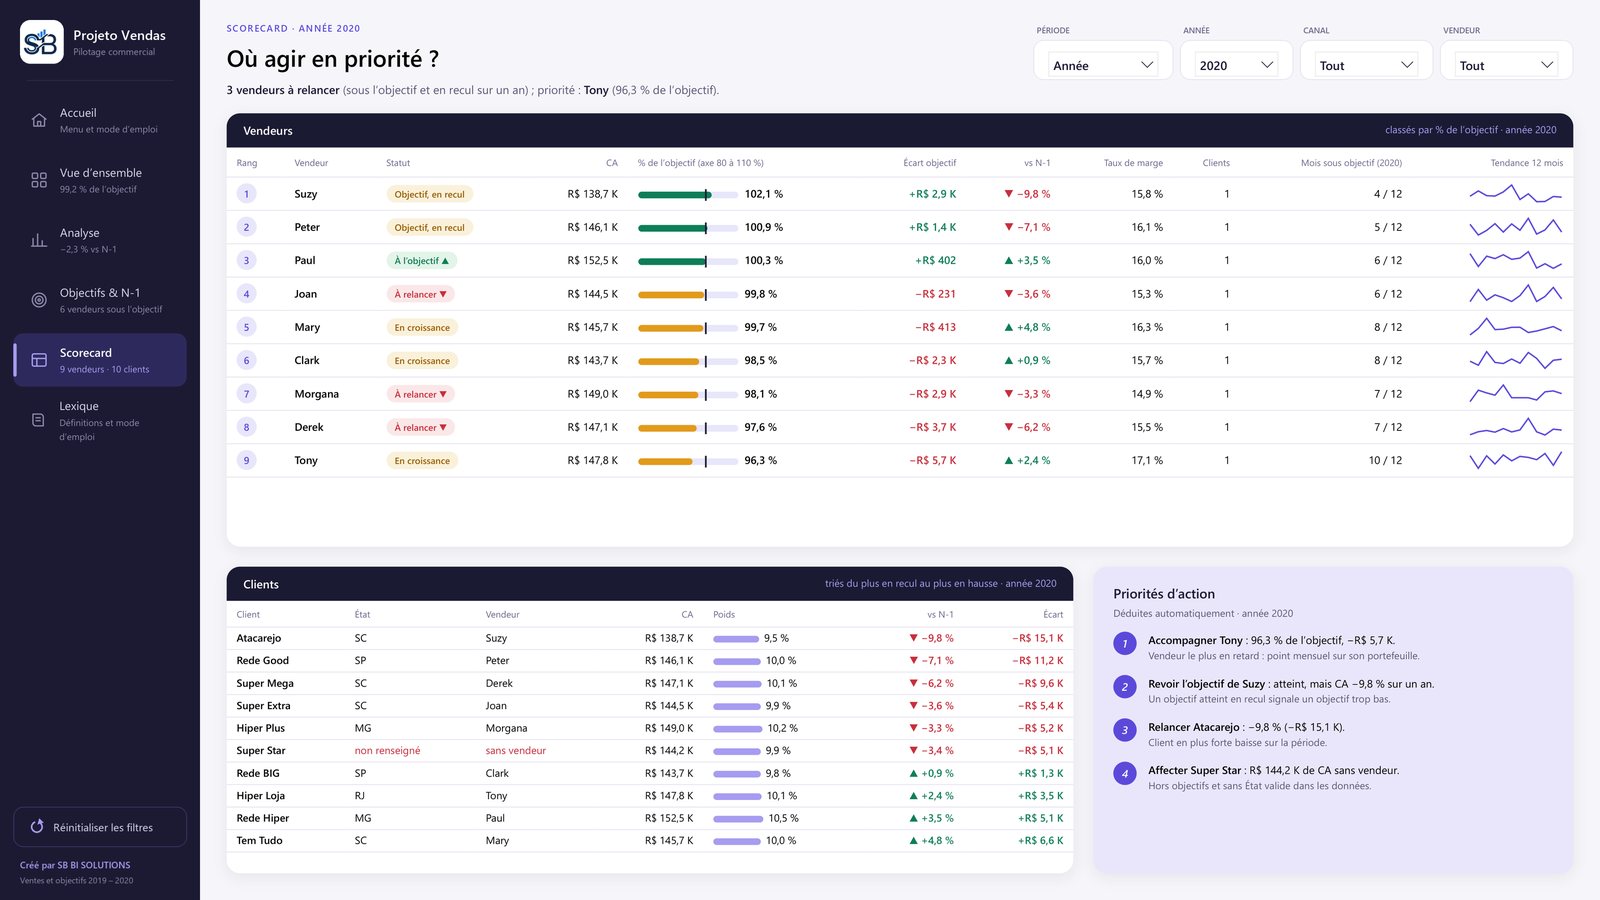 SB
Projeto Vendas
Pilotage commercial
Accueil
Menu et mode d'emploi
Vue d'ensemble
99,2 % de l'objectif
Analyse
−2,3 % vs N-1
Objectifs & N-1
6 vendeurs sous l'objectif
Scorecard
9 vendeurs · 10 clients
Lexique
Définitions et mode
d'emploi
Réinitialiser les filtres
Créé par SB BI SOLUTIONS
Ventes et objectifs 2019 – 2020
SCORECARD · ANNÉE 2020
Où agir en priorité ?
3 vendeurs à relancer (sous l'objectif et en recul sur un an) ; priorité : Tony (96,3 % de l'objectif).
PÉRIODE ANNÉE CANAL VENDEUR
Année 2020 Tout Tout
Vendeurs classés par % de l'objectif · année 2020
Rang Vendeur Statut CA % de l'objectif (axe 80 à 110 %) Écart objectif vs N-1 Taux de marge Clients Mois sous objectif (2020) Tendance 12 mois
1 Suzy Objectif, en recul R$ 138,7 K 102,1 % +R$ 2,9 K ▼ −9,8 % 15,8 % 1 4 / 12
2 Peter Objectif, en recul R$ 146,1 K 100,9 % +R$ 1,4 K ▼ −7,1 % 16,1 % 1 5 / 12
3 Paul À l'objectif ▲ R$ 152,5 K 100,3 % +R$ 402 ▲ +3,5 % 16,0 % 1 6 / 12
4 Joan À relancer ▼ R$ 144,5 K 99,8 % −R$ 231 ▼ −3,6 % 15,3 % 1 6 / 12
5 Mary En croissance R$ 145,7 K 99,7 % −R$ 413 ▲ +4,8 % 16,3 % 1 8 / 12
6 Clark En croissance R$ 143,7 K 98,5 % −R$ 2,3 K ▲ +0,9 % 15,7 % 1 8 / 12
7 Morgana À relancer ▼ R$ 149,0 K 98,1 % −R$ 2,9 K ▼ −3,3 % 14,9 % 1 7 / 12
8 Derek À relancer ▼ R$ 147,1 K 97,6 % −R$ 3,7 K ▼ −6,2 % 15,5 % 1 7 / 12
9 Tony En croissance R$ 147,8 K 96,3 % −R$ 5,7 K ▲ +2,4 % 17,1 % 1 10 / 12
Clients triés du plus en recul au plus en hausse · année 2020
Client État Vendeur CA Poids vs N-1 Écart
Atacarejo SC Suzy R$ 138,7 K 9,5 % ▼ −9,8 % −R$ 15,1 K
Rede Good SP Peter R$ 146,1 K 10,0 % ▼ −7,1 % −R$ 11,2 K
Super Mega SC Derek R$ 147,1 K 10,1 % ▼ −6,2 % −R$ 9,6 K
Super Extra SC Joan R$ 144,5 K 9,9 % ▼ −3,6 % −R$ 5,4 K
Hiper Plus MG Morgana R$ 149,0 K 10,2 % ▼ −3,3 % −R$ 5,2 K
Super Star non renseigné sans vendeur R$ 144,2 K 9,9 % ▼ −3,4 % −R$ 5,1 K
Rede BIG SP Clark R$ 143,7 K 9,8 % ▲ +0,9 % +R$ 1,3 K
Hiper Loja RJ Tony R$ 147,8 K 10,1 % ▲ +2,4 % +R$ 3,5 K
Rede Hiper MG Paul R$ 152,5 K 10,5 % ▲ +3,5 % +R$ 5,1 K
Tem Tudo SC Mary R$ 145,7 K 10,0 % ▲ +4,8 % +R$ 6,6 K
Priorités d'action
Déduites automatiquement · année 2020
1 Accompagner Tony : 96,3 % de l'objectif, −R$ 5,7 K.
Vendeur le plus en retard : point mensuel sur son portefeuille.
2 Revoir l'objectif de Suzy : atteint, mais CA −9,8 % sur un an.
Un objectif atteint en recul signale un objectif trop bas.
3 Relancer Atacarejo : −9,8 % (−R$ 15,1 K).
Client en plus forte baisse sur la période.
4 Affecter Super Star : R$ 144,2 K de CA sans vendeur.
Hors objectifs et sans État valide dans les données.